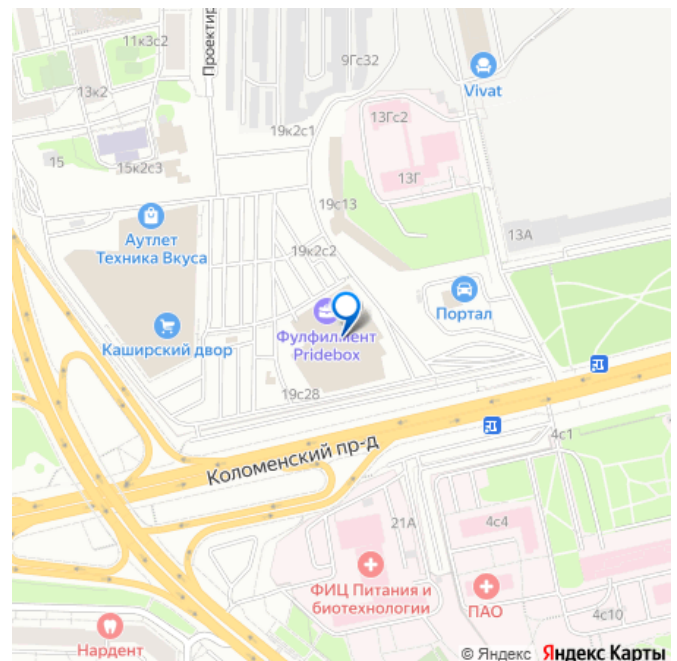 11к3с2
Проектир
9Гс32
Vivat
13к2
19к2с1
13Гс2
15
15к2с3
13Г
19с13
13А
Аутлет
Техника Вкуса
19к2с2
Портал
Каширский двор
Фулфилмент
Pridebox
19с28
4с1
Коломенский пр-д
21А
4с4
ФИЦ Питания и
биотехнологии
ПАО
4с10
Нардент
© Яндекс Яндекс Карты